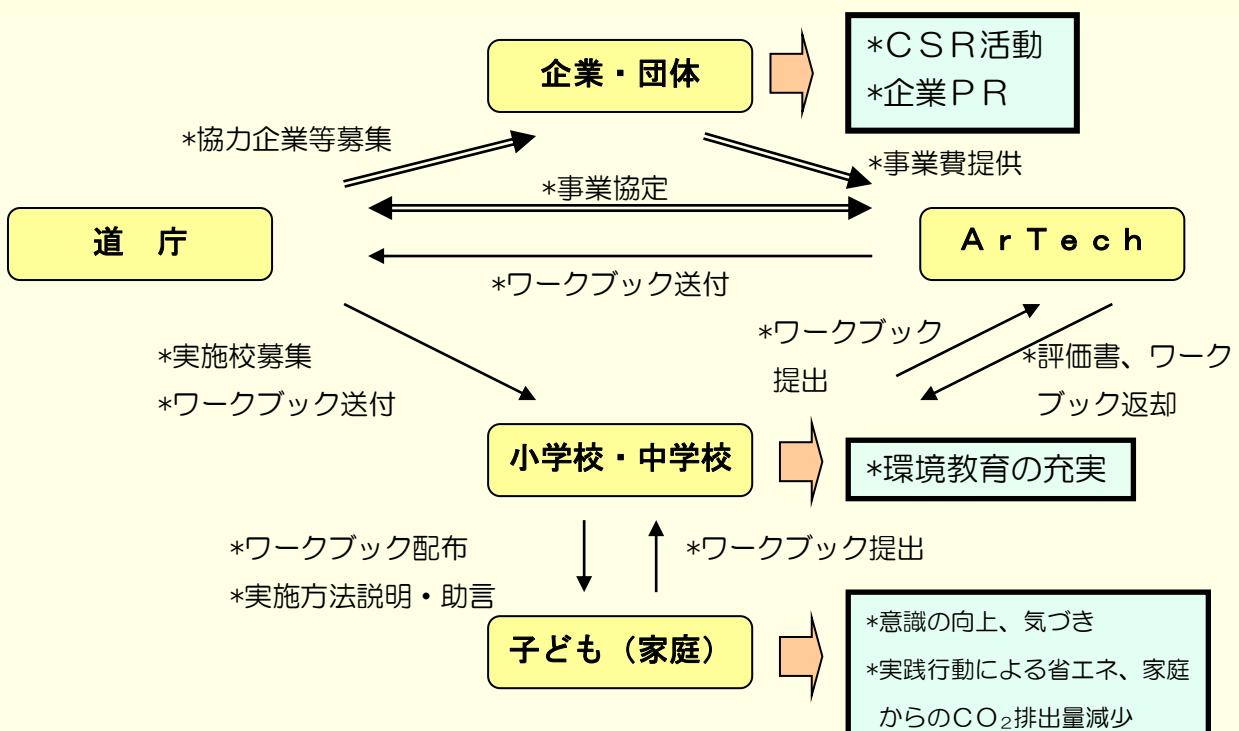 企業・団体
*ＣＳＲ活動
*企業ＰＲ
*協力企業等募集
*事業費提供
*事業協定
道　庁
ＡｒＴｅｃｈ
*ワークブック送付
*実施校募集
*ワークブック送付
*ワークブック
提出
*評価書、ワーク
ブック返却
小学校・中学校
*環境教育の充実
*ワークブック配布
*実施方法説明・助言
*ワークブック提出
子ども（家庭）
*意識の向上、気づき
*実践行動による省エネ、家庭
からのＣＯ₂排出量減少